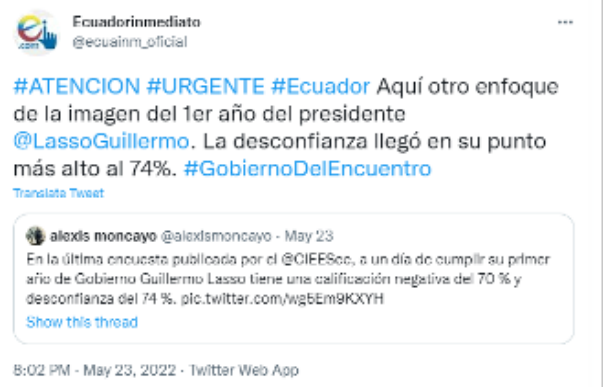 Ecuadorinmediato
@ecuainm_oficial
#ATENCION #URGENTE #Ecuador Aquí otro enfoque
de la imagen del 1er año del presidente
@LassoGuillermo. La desconfianza llegó en su punto
más alto al 74%. #GobiernoDelEncuentro
Translate Tweet
alexis moncayo @alexismoncayo · May 23
En la última encuesta publicada por el @CIEESec, a un día de cumplir su primer
año de Gobierno Guillermo Lasso tiene una calificación negativa del 70 % y
desconfianza del 74 %. pic.twitter.com/wg5Em9KXYH
Show this thread
8:02 PM · May 23, 2022 · Twitter Web App
.com